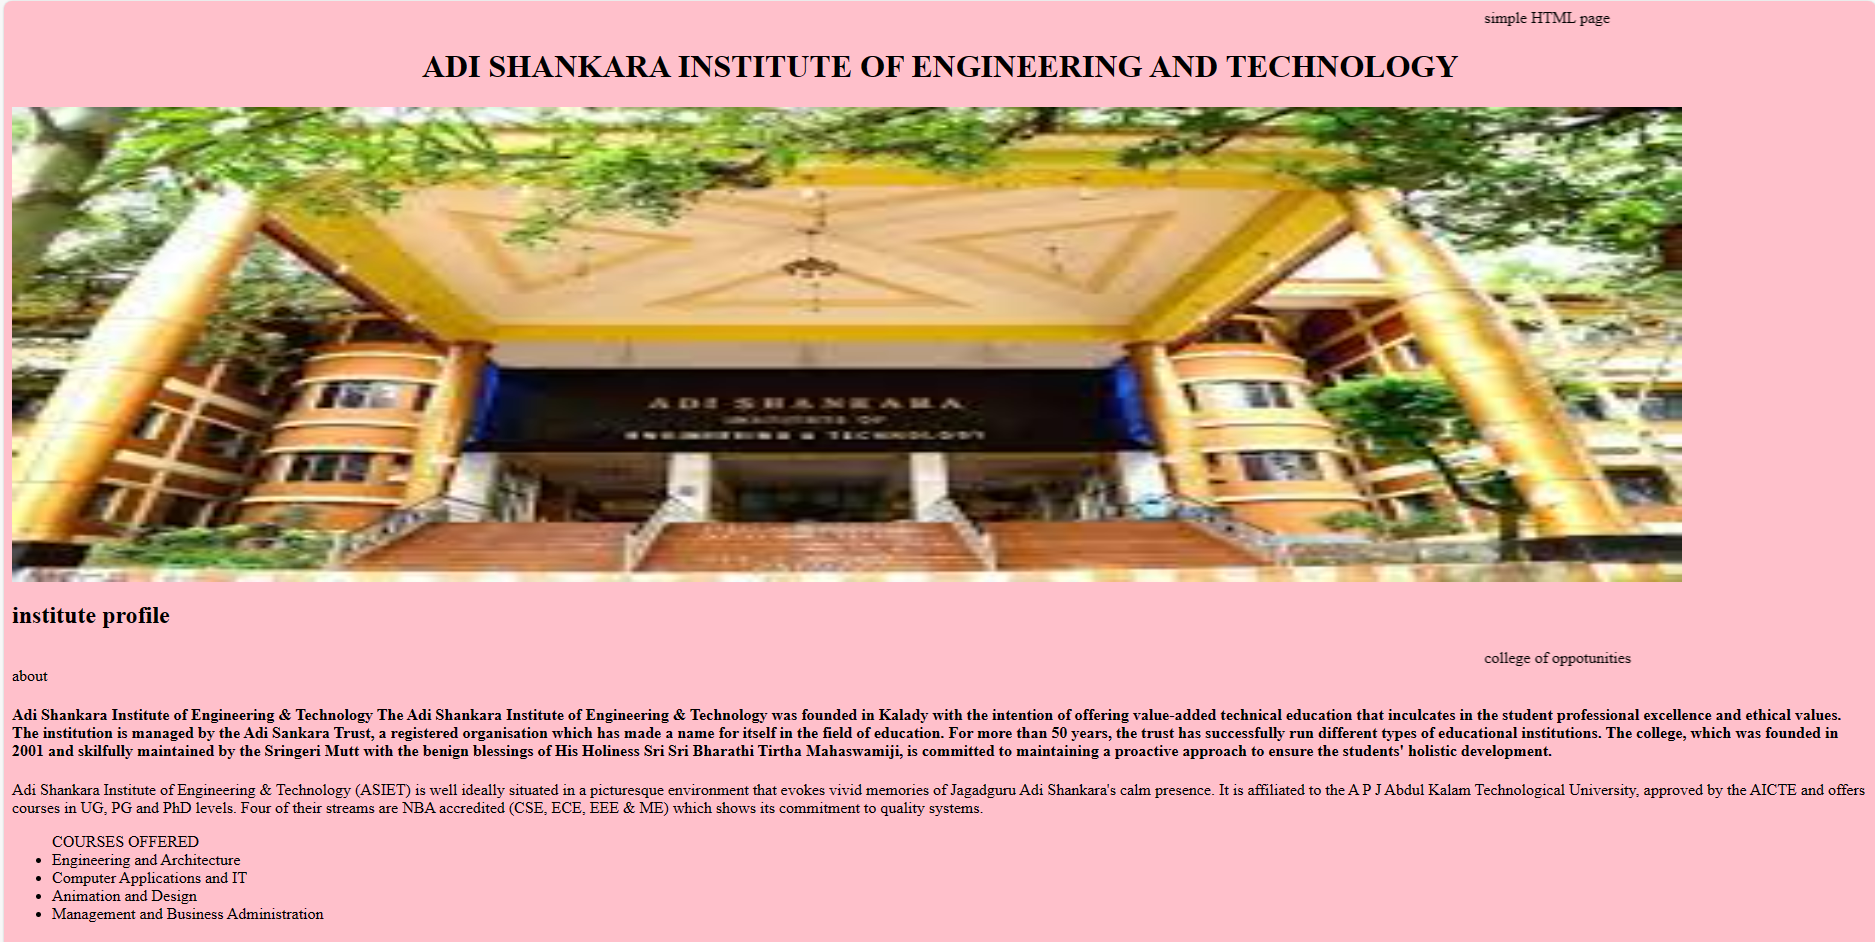 simple HTML page
ADI SHANKARA INSTITUTE OF ENGINEERING AND TECHNOLOGY
ADI SHANKARA
INSTITUTE OF
ENGINEERING & TECHNOLOGY
institute profile
college of oppotunities
about
Adi Shankara Institute of Engineering & Technology The Adi Shankara Institute of Engineering & Technology was founded in Kalady with the intention of offering value-added technical education that inculcates in the student professional excellence and ethical values.
The institution is managed by the Adi Sankara Trust, a registered organisation which has made a name for itself in the field of education. For more than 50 years, the trust has successfully run different types of educational institutions. The college, which was founded in
2001 and skilfully maintained by the Sringeri Mutt with the benign blessings of His Holiness Sri Sri Bharathi Tirtha Mahaswamiji, is committed to maintaining a proactive approach to ensure the students' holistic development.
Adi Shankara Institute of Engineering & Technology (ASIET) is well ideally situated in a picturesque environment that evokes vivid memories of Jagadguru Adi Shankara's calm presence. It is affiliated to the A P J Abdul Kalam Technological University, approved by the AICTE and offers
courses in UG, PG and PhD levels. Four of their streams are NBA accredited (CSE, ECE, EEE & ME) which shows its commitment to quality systems.
COURSES OFFERED
• Engineering and Architecture
• Computer Applications and IT
• Animation and Design
• Management and Business Administration